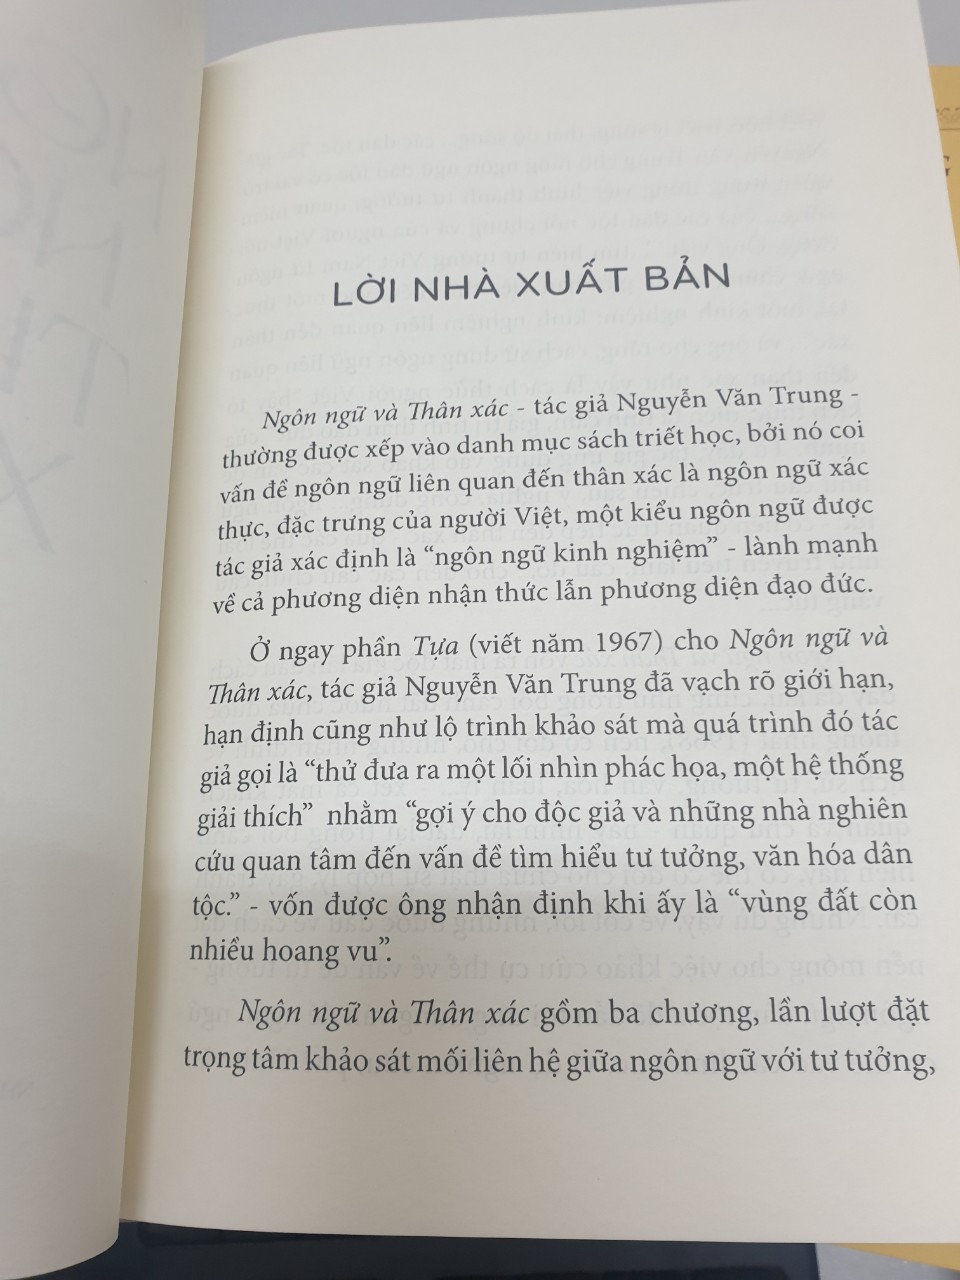 LỜI NHÀ XUẤT BẢN
Ngôn ngữ và Thân xác - tác giả Nguyễn Văn Trung -
thường được xếp vào danh mục sách triết học, bởi nó coi
vấn đề ngôn ngữ liên quan đến thân xác là ngôn ngữ xác
thực, đặc trưng của người Việt, một kiểu ngôn ngữ được
tác giả xác định là “ngôn ngữ kinh nghiệm” - lành mạnh
về cả phương diện nhận thức lẫn phương diện đạo đức.
Ở ngay phần Tựa (viết năm 1967) cho Ngôn ngữ và
Thân xác, tác giả Nguyễn Văn Trung đã vạch rõ giới hạn,
hạn định cũng như lộ trình khảo sát mà quá trình đó tác
giả gọi là “thử đưa ra một lối nhìn phác họa, một hệ thống
giải thích” nhằm “gợi ý cho độc giả và những nhà nghiên
cứu quan tâm đến vấn đề tìm hiểu tư tưởng, văn hóa dân
tộc.” - vốn được ông nhận định khi ấy là “vùng đất còn
nhiều hoang vu”.
Ngôn ngữ và Thân xác gồm ba chương, lần lượt đặt
trọng tâm khảo sát mối liên hệ giữa ngôn ngữ với tư tưởng,